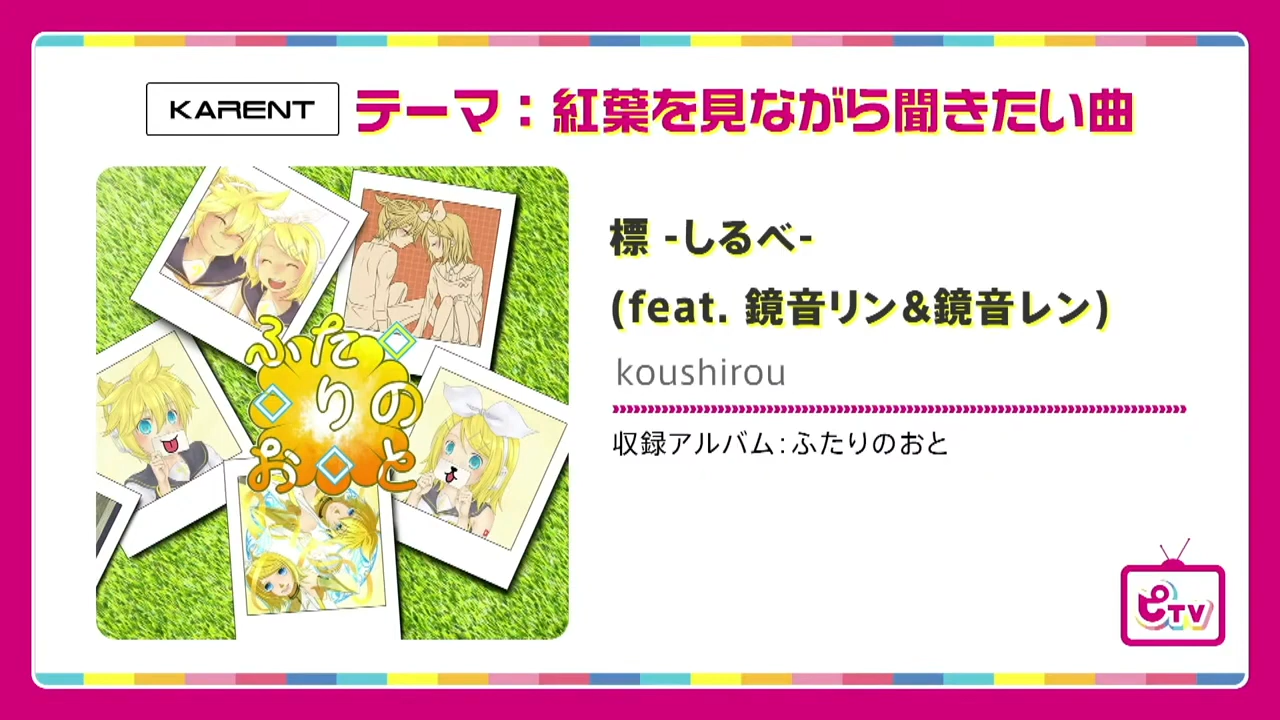 KARENT テーマ：紅葉を見ながら聞きたい曲
標 -しるべ-
(feat. 鏡音リン&鏡音レン)
koushirou
収録アルバム：ふたりのおと
ふた
りの
おと
ピTV